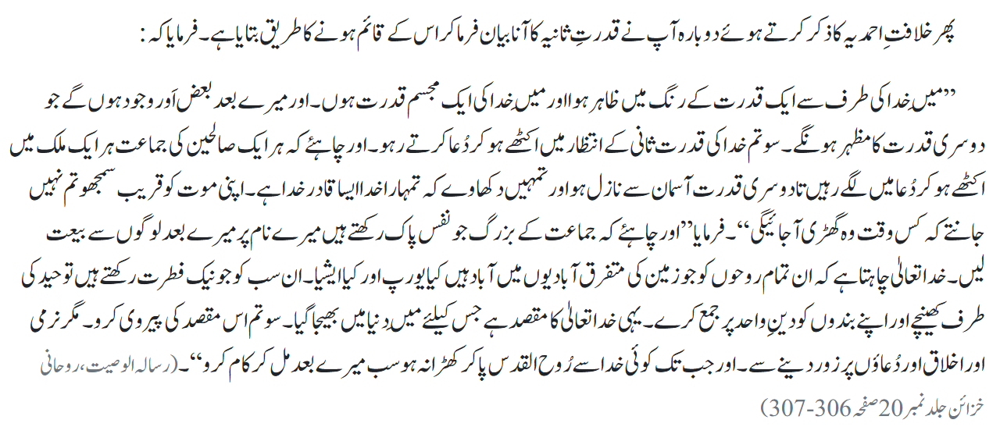 پھر خلافتِ احمدیہ کا ذکر کرتے ہوئے دوبارہ آپ نے قدرتِ ثانیہ کا آنا بیان فرما کر اس کے قائم ہونے کا طریق بتایا ہے۔ فرمایا کہ :
”میں خدا کی طرف سے ایک قدرت کے رنگ میں ظاہر ہوا اور میں خدا کی ایک مجسم قدرت ہوں۔ اور میرے بعد بعض اَور وجود ہوں گے جو
دوسری قدرت کا مظہر ہونگے۔ سو تم خدا کی قدرت ثانی کے انتظار میں اکٹھے ہو کر دُعا کرتے رہو۔ اور چاہئے کہ ہر ایک صالحین کی جماعت ہر ایک ملک میں
اکٹھے ہو کر دُعا میں لگے رہیں تا دوسری قدرت آسمان سے نازل ہو اور تمہیں دکھاوے کہ تمہارا خدا ایسا قادر خدا ہے۔ اپنی موت کو قریب سمجھو تم نہیں
جانتے کہ کس وقت وہ گھڑی آ جائیگی“۔ فرمایا ”اور چاہئے کہ جماعت کے بزرگ جو نفس پاک رکھتے ہیں میرے نام پر میرے بعد لوگوں سے بیعت
لیں۔ خدا تعالیٰ چاہتا ہے کہ ان تمام روحوں کو جو زمین کی متفرق آبادیوں میں آباد ہیں کیا یورپ اور کیا ایشیا۔ ان سب کو جو نیک فطرت رکھتے ہیں توحید کی
طرف کھینچے اور اپنے بندوں کو دینِ واحد پر جمع کرے۔ یہی خدا تعالیٰ کا مقصد ہے جس کیلئے میں دِنیا میں بھیجا گیا۔ سو تم اس مقصد کی پیروی کرو۔ مگر نرمی
اور اخلاق اور دُعاؤں پر زور دینے سے۔ اور جب تک کوئی خدا سے رُوح القدس پا کر کھڑا نہ ہو سب میرے بعد مل کر کام کرو“۔ (رسالہ الوصیت، روحانی
خزائن جلد نمبر 20 صفحہ 306-307)